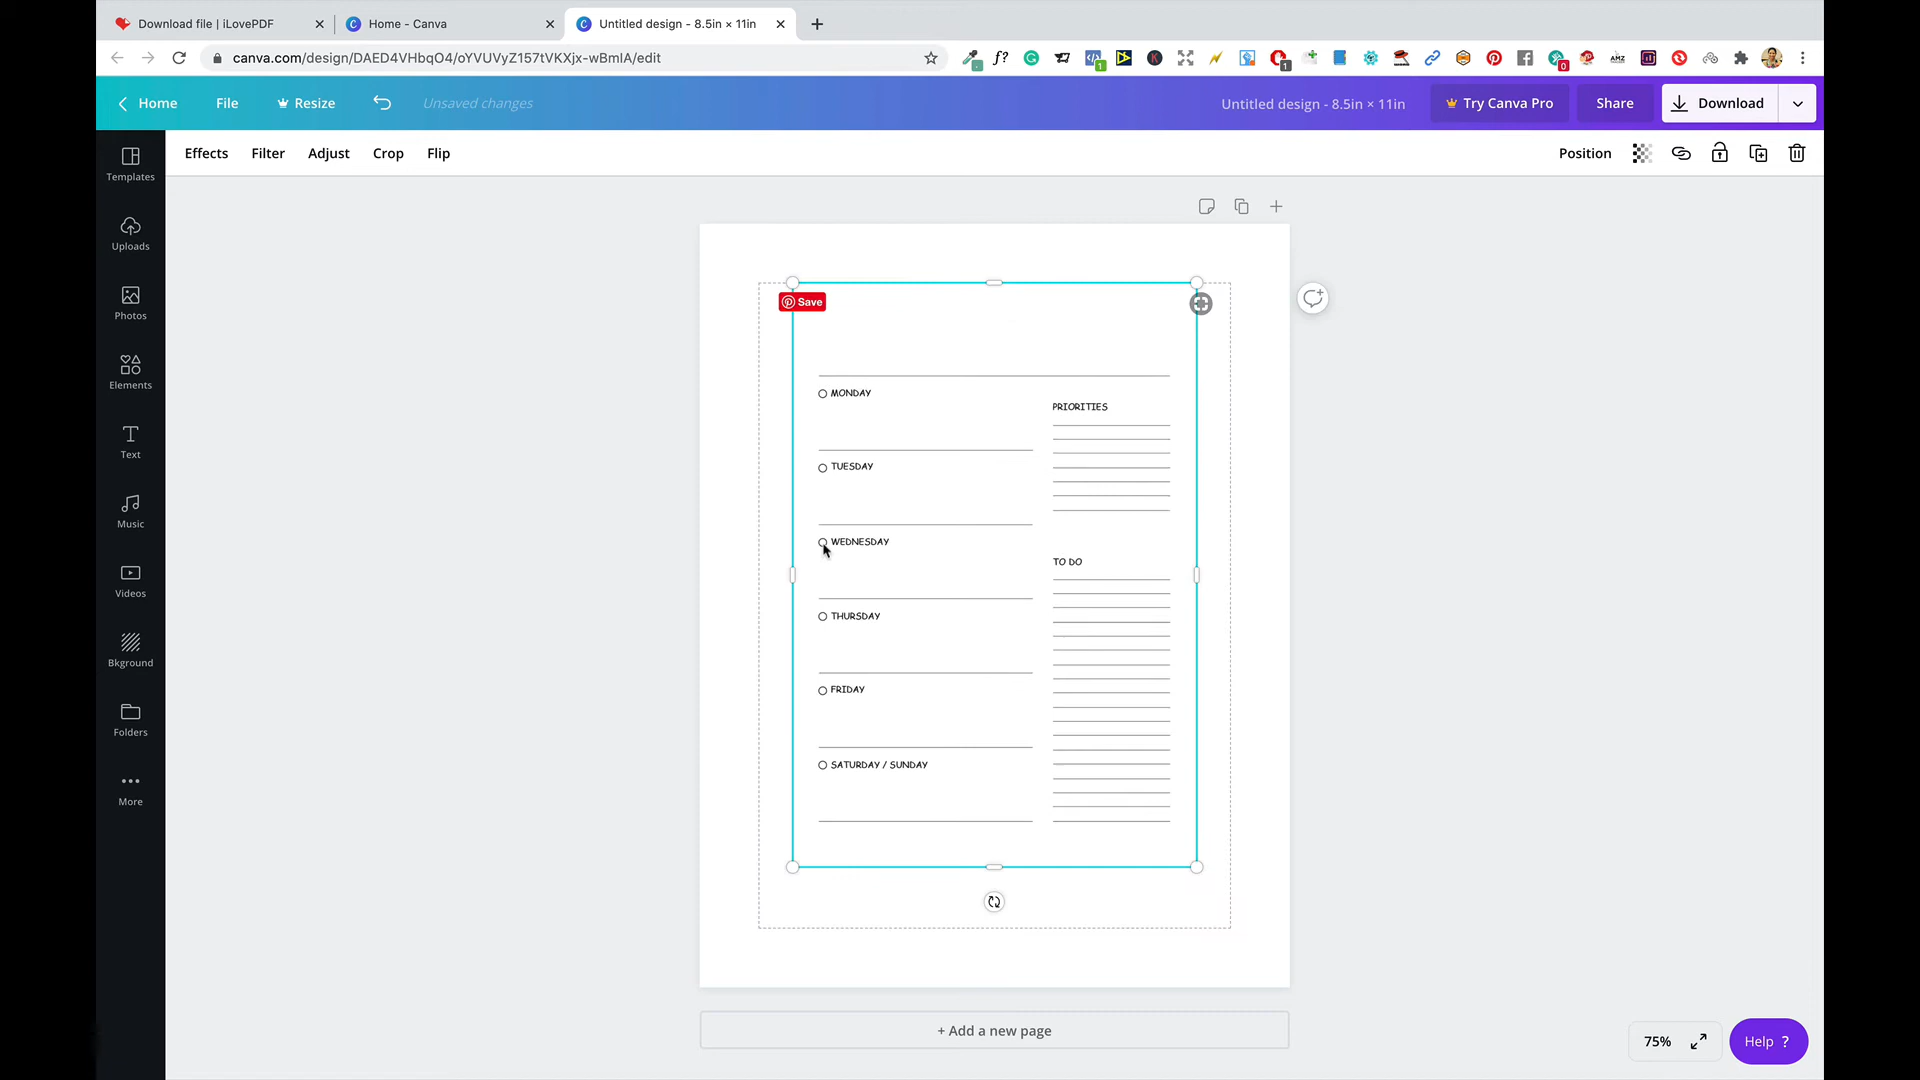 Download file | iLovePDF
Home - Canva
Untitled design - 8.5in × 11in
canva.com/design/DAED4VHbqO4/oYVUVyZ157tVKXjx-wBmIA/edit
Home
File
Resize
Unsaved changes
Untitled design - 8.5in × 11in
Try Canva Pro
Share
Download
Effects
Filter
Adjust
Crop
Flip
Position
Templates
Uploads
Photos
Elements
Text
Music
Videos
Bkground
Folders
More
Save
MONDAY
PRIORITIES
TUESDAY
WEDNESDAY
TO DO
THURSDAY
FRIDAY
SATURDAY / SUNDAY
+ Add a new page
75%
Help ?